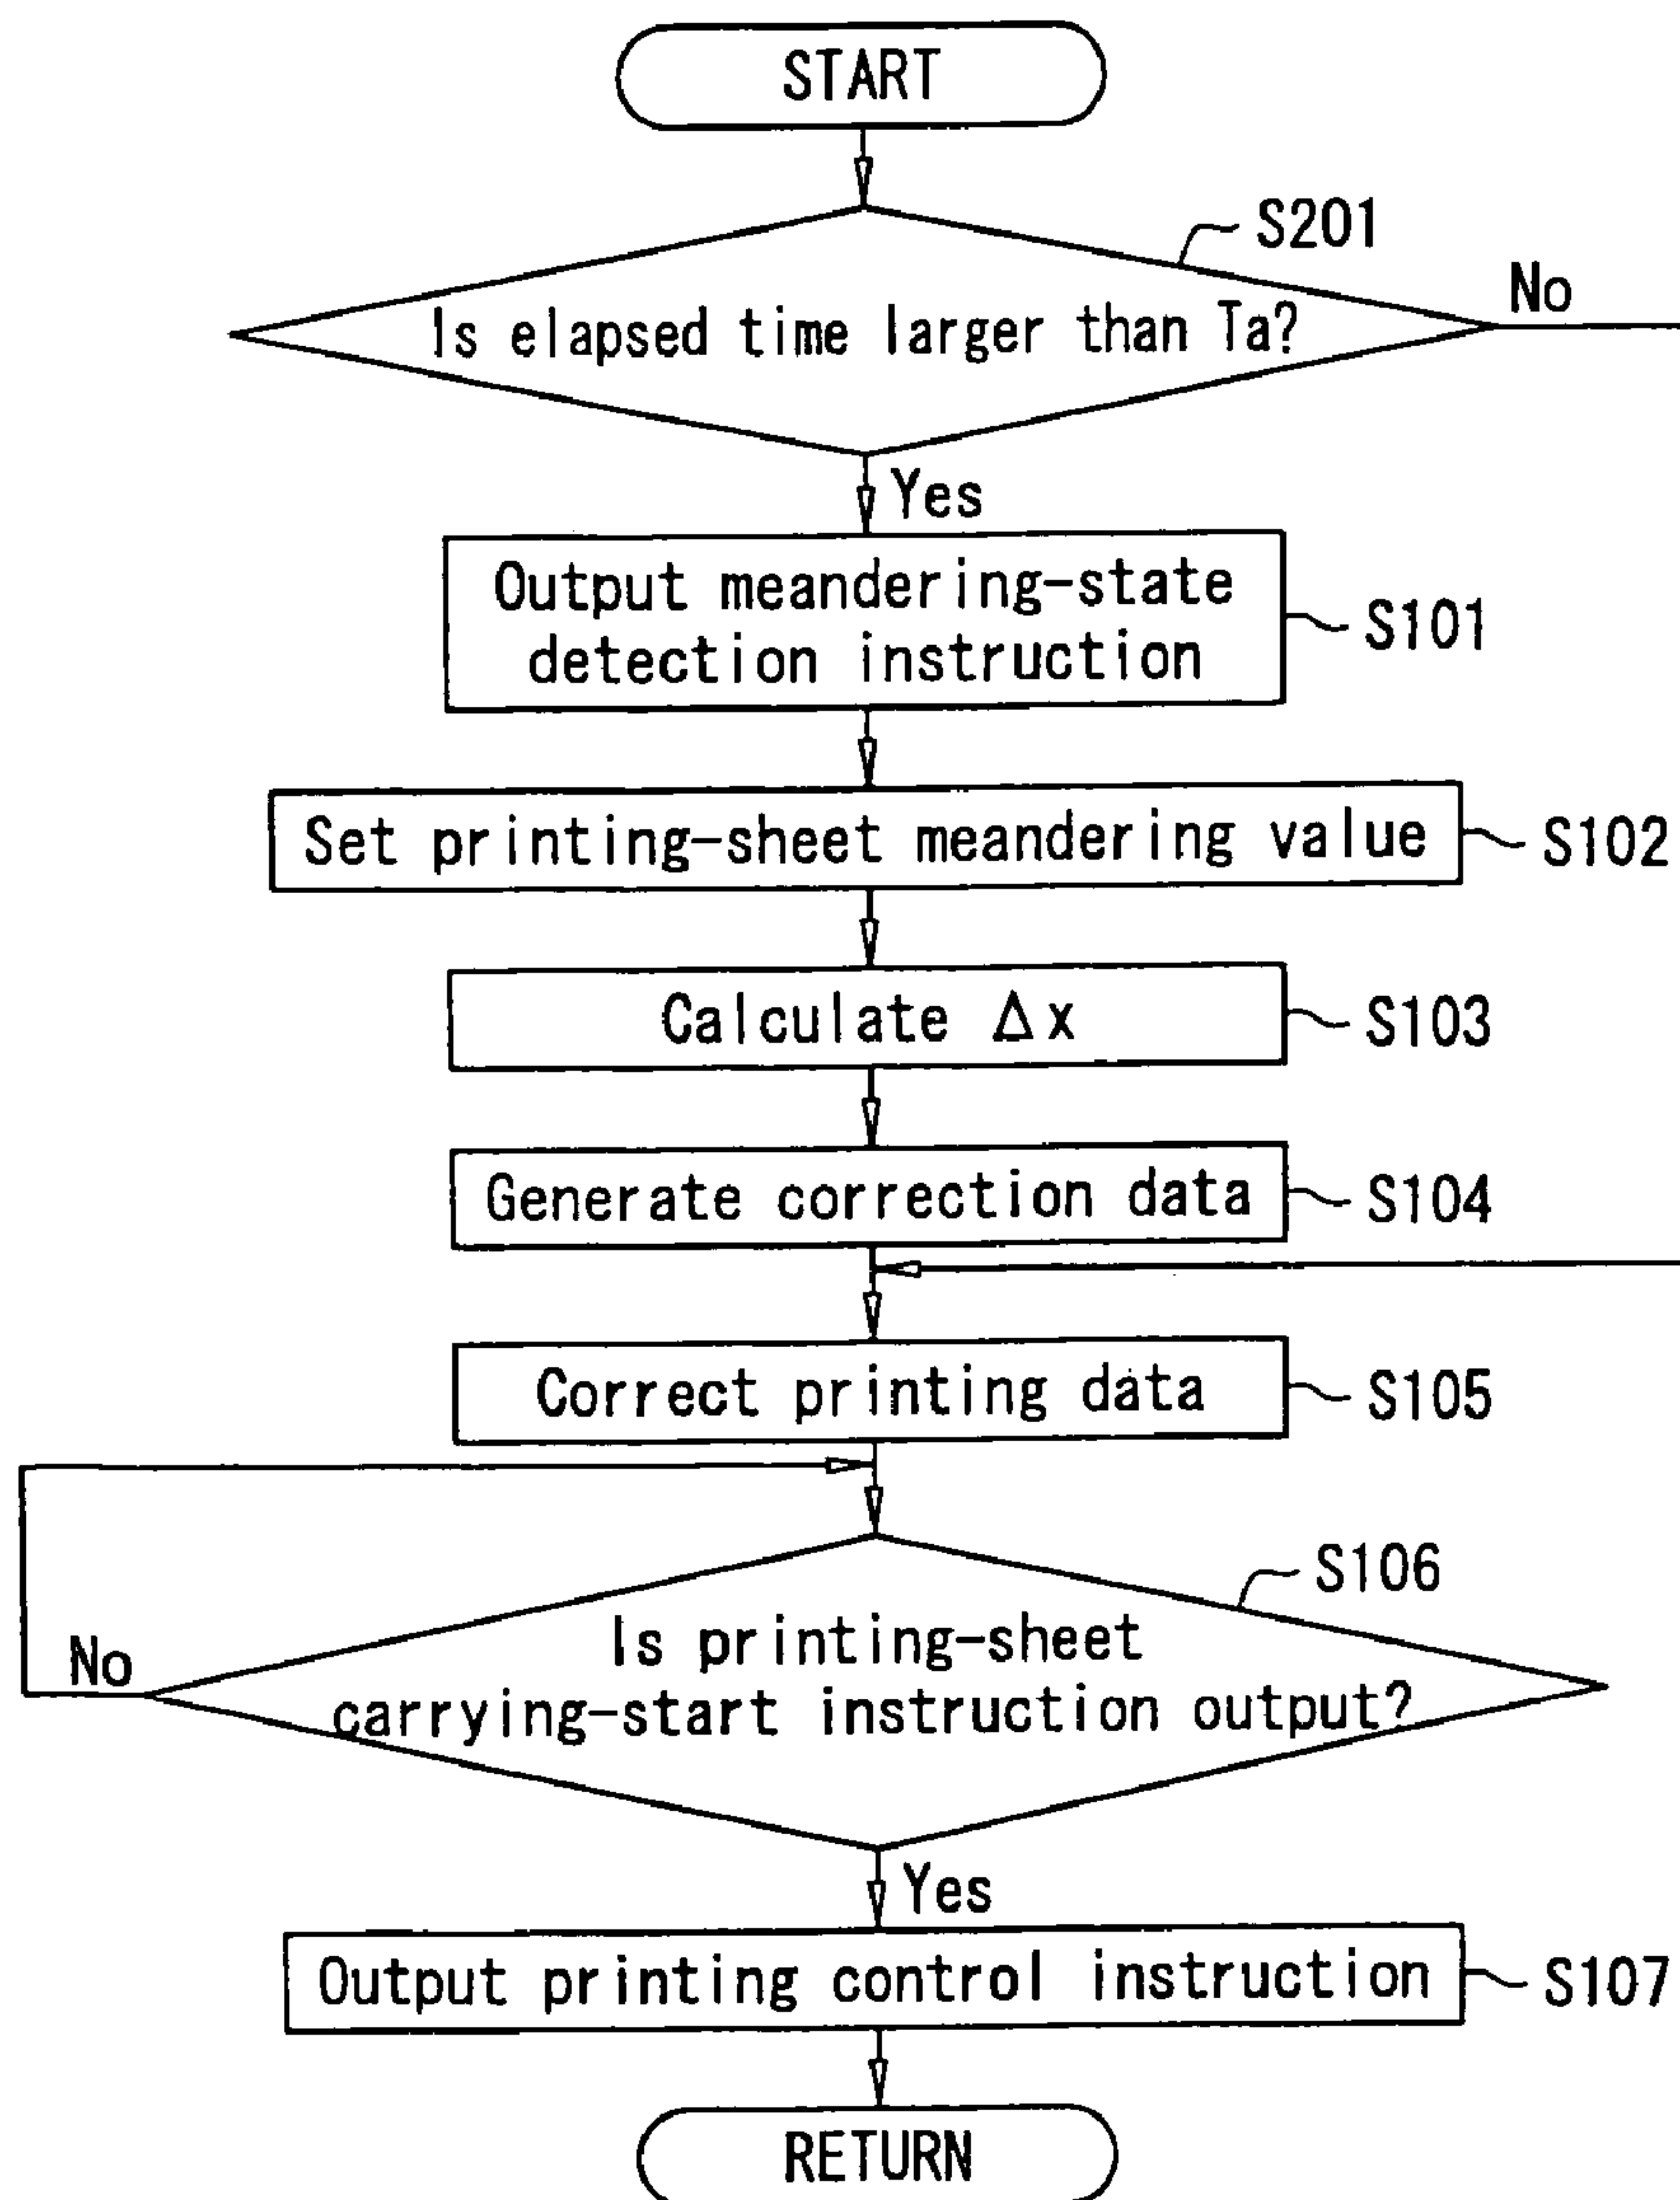 START
S201
Is elapsed time larger than Ta?
No
Yes
Output meandering-state
detection instruction
S101
Set printing-sheet meandering value
S102
Calculate Δx
S103
Generate correction data
S104
Correct printing data
S105
S106
Is printing-sheet
carrying-start instruction output?
No
Yes
Output printing control instruction
S107
RETURN